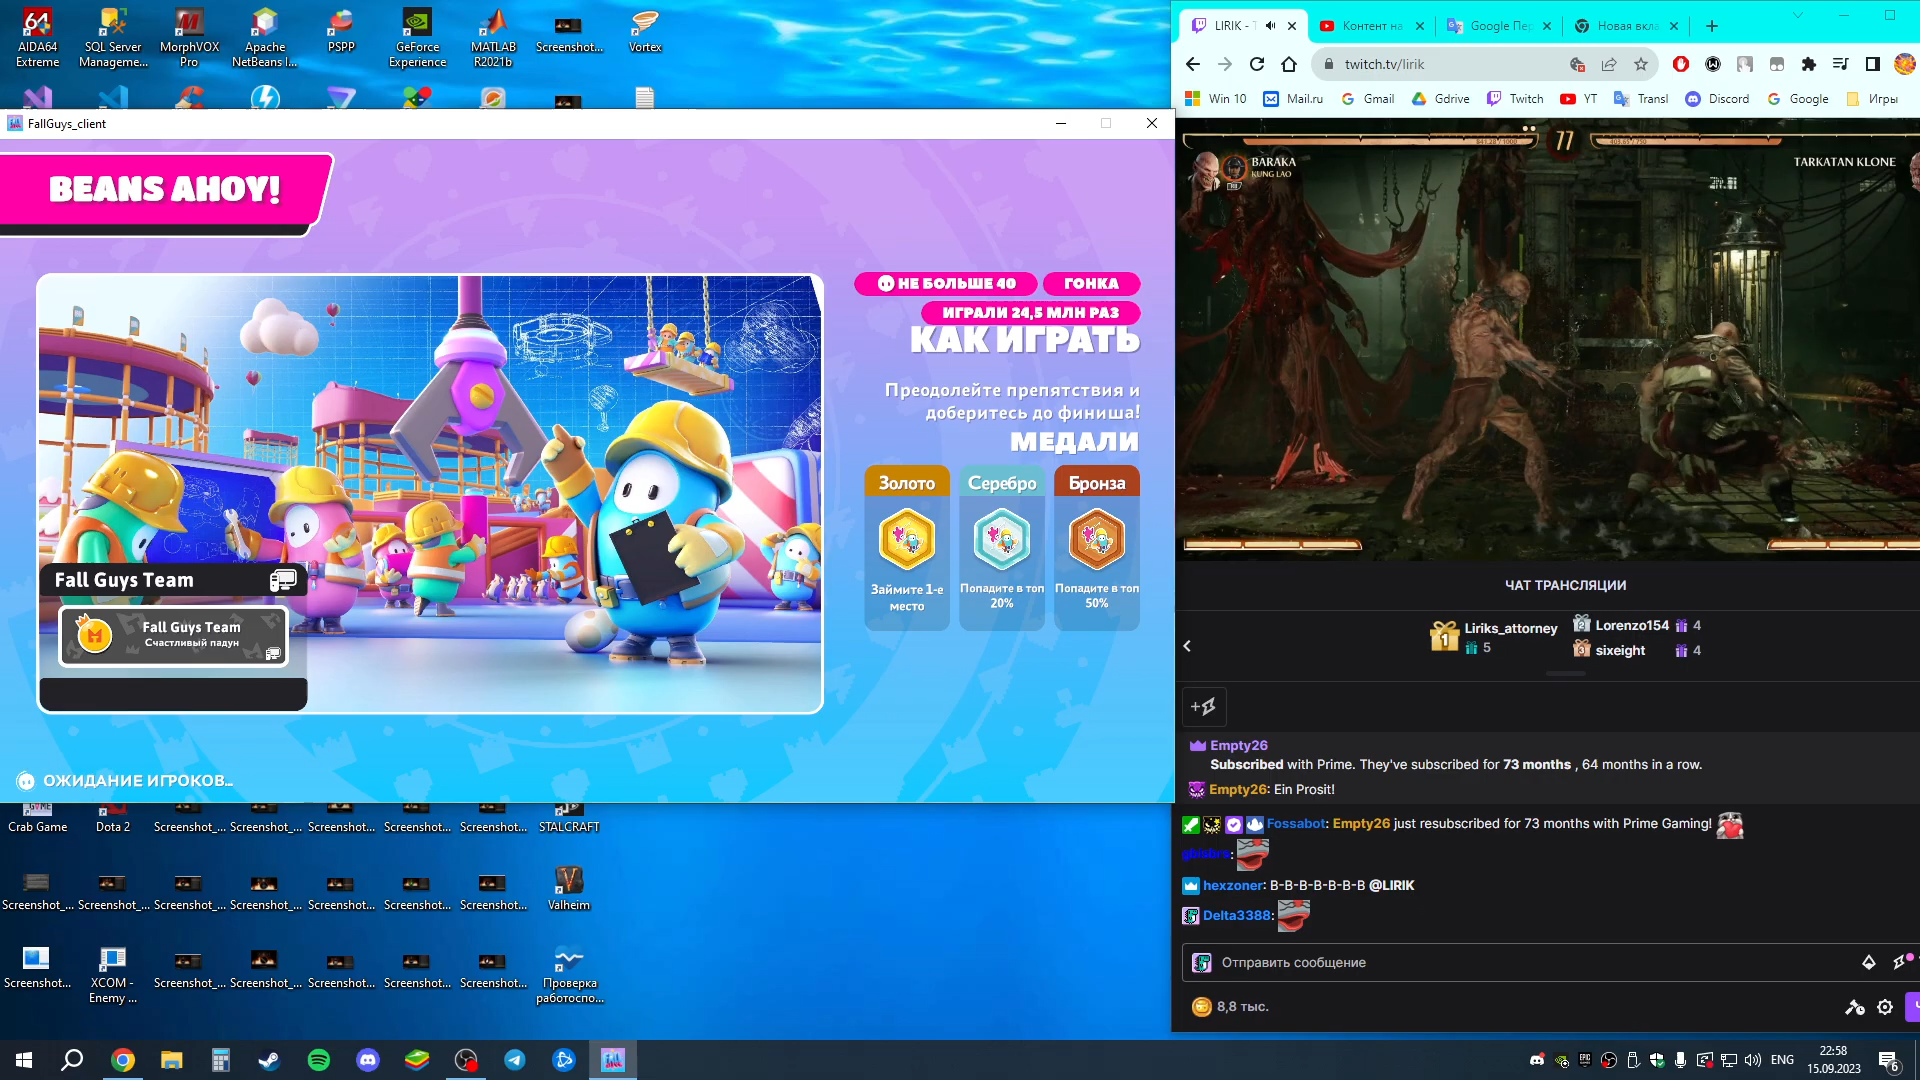 AIDA64 Extreme
SQL Server Manageme...
MorphVOX Pro
Apache NetBeans I...
PSPP
GeForce Experience
MATLAB R2021b
Screenshot...
Vortex
FallGuys_client
BEANS AHOY!
НЕ БОЛЬШЕ 40
ГОНКА
ИГРАЛИ 24,5 МЛН РАЗ
КАК ИГРАТЬ
Преодолейте препятствия и
доберитесь до финиша!
МЕДАЛИ
Золото
Серебро
Бронза
Займите 1-е место
Попадите в топ 20%
Попадите в топ 50%
Fall Guys Team
Fall Guys Team
Счастливый падун
ОЖИДАНИЕ ИГРОКОВ...
Crab Game
Dota 2
Screenshot_...
Screenshot_...
Screenshot...
Screenshot...
Screenshot...
STALCRAFT
Screenshot_...
Screenshot_...
Screenshot_...
Screenshot_...
Screenshot...
Screenshot...
Screenshot...
Valheim
Screenshot...
XCOM - Enemy ...
Screenshot_...
Screenshot_...
Screenshot...
Screenshot...
Screenshot...
Проверка работоспо...
LIRIK - T
Контент на
Google Пер
Новая вкла
twitch.tv/lirik
Win 10
Mail.ru
Gmail
Gdrive
Twitch
YT
Transl
Discord
Google
Игры
77
BARAKA
KUNG LAO
TARKATAN KLONE
ЧАТ ТРАНСЛЯЦИИ
1 Liriks_attorney 5
2 Lorenzo154 4
3 sixeight 4
Empty26
Subscribed with Prime. They've subscribed for 73 months , 64 months in a row.
Empty26: Ein Prosit!
Fossabot: Empty26 just resubscribed for 73 months with Prime Gaming!
hexzoner: B-B-B-B-B-B-B @LIRIK
Delta3388:
Отправить сообщение
8,8 тыс.
ENG
22:58
15.09.2023
6